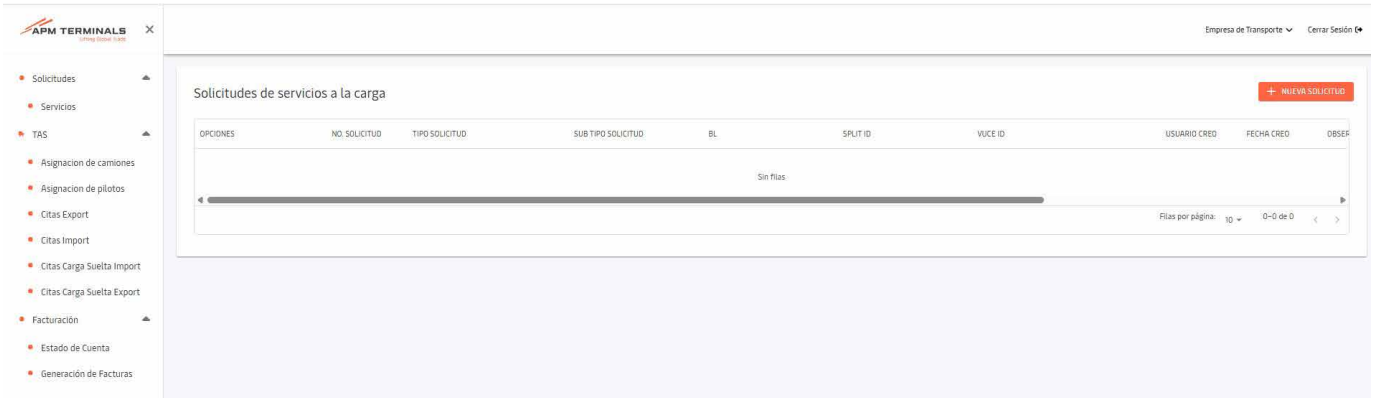 APM TERMINALS
Lifting Global Trade
Empresa de Transporte
Cerrar Sesión
Solicitudes
Servicios
TAS
Asignacion de camiones
Asignacion de pilotos
Citas Export
Citas Import
Citas Carga Suelta Import
Citas Carga Suelta Export
Facturación
Estado de Cuenta
Generación de Facturas
Solicitudes de servicios a la carga
+ NUEVA SOLICITUD
OPCIONES NO. SOLICITUD TIPO SOLICITUD SUB TIPO SOLICITUD BL SPLIT ID VUCE ID USUARIO CREO FECHA CREO OBSER
Sin filas
Filas por página: 10 0–0 de 0